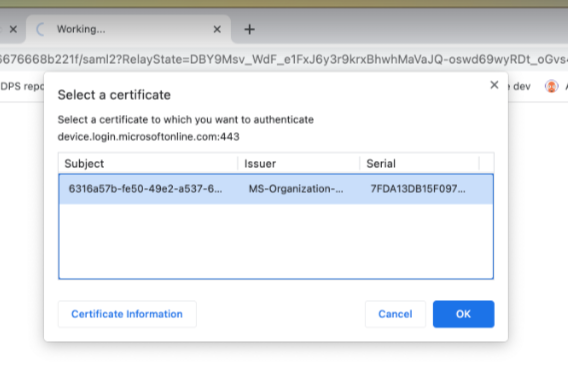 Working...
6676668b221f/saml2?RelayState=DBY9Msv_WdF_e1FxJ6y3r9krxBhwhMaVaJQ-oswd69wyRDt_oGvs
DPS repo
dev
Select a certificate
Select a certificate to which you want to authenticate
device.login.microsoftonline.com:443
Subject Issuer Serial
6316a57b-fe50-49e2-a537-6... MS-Organization-... 7FDA13DB15F097...
Certificate Information Cancel OK